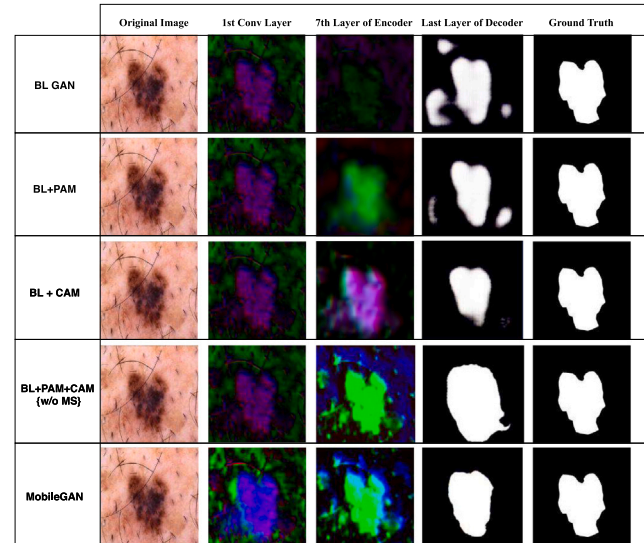 Original Image 1st Conv Layer 7th Layer of Encoder Last Layer of Decoder Ground Truth
BL GAN
BL+PAM
BL + CAM
BL+PAM+CAM
{w/o MS}
MobileGAN